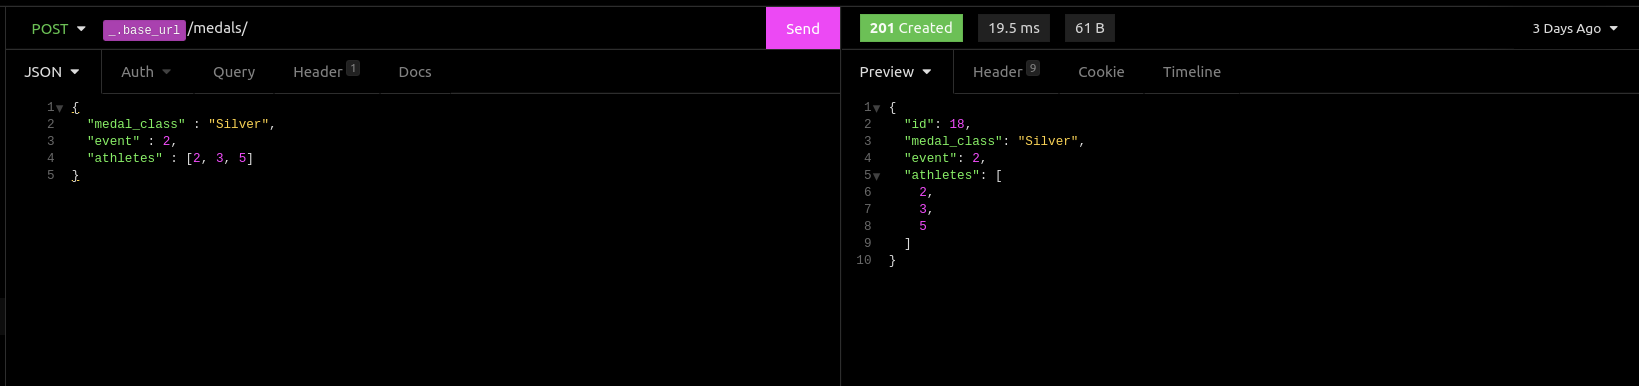 POST _.base_url/medals/ Send
JSON Auth Query Header 1 Docs
1 {
2 "medal_class" : "Silver",
3 "event" : 2,
4 "athletes" : [2, 3, 5]
5 }
201 Created 19.5 ms 61 B 3 Days Ago
Preview Header 9 Cookie Timeline
1 {
2 "id": 18,
3 "medal_class": "Silver",
4 "event": 2,
5 "athletes": [
6 2,
7 3,
8 5
9 ]
10 }